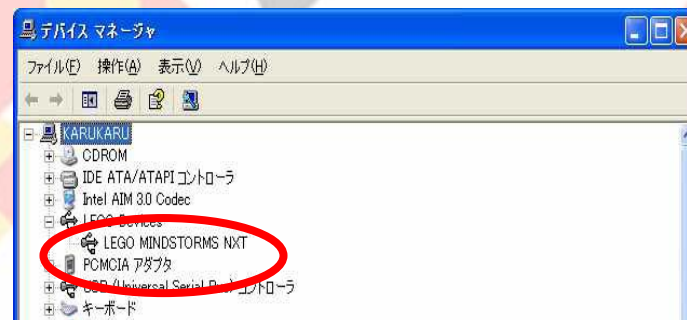 デバイス マネージャ
ファイル(F) 操作(A) 表示(V) ヘルプ(H)
KARUKARU
CDROM
IDE ATA/ATAPI コントローラ
Intel AIM 3.0 Codec
LEGO Devices
LEGO MINDSTORMS NXT
PCMCIA アダプタ
USB (Universal Serial Bus) コントローラ
キーボード